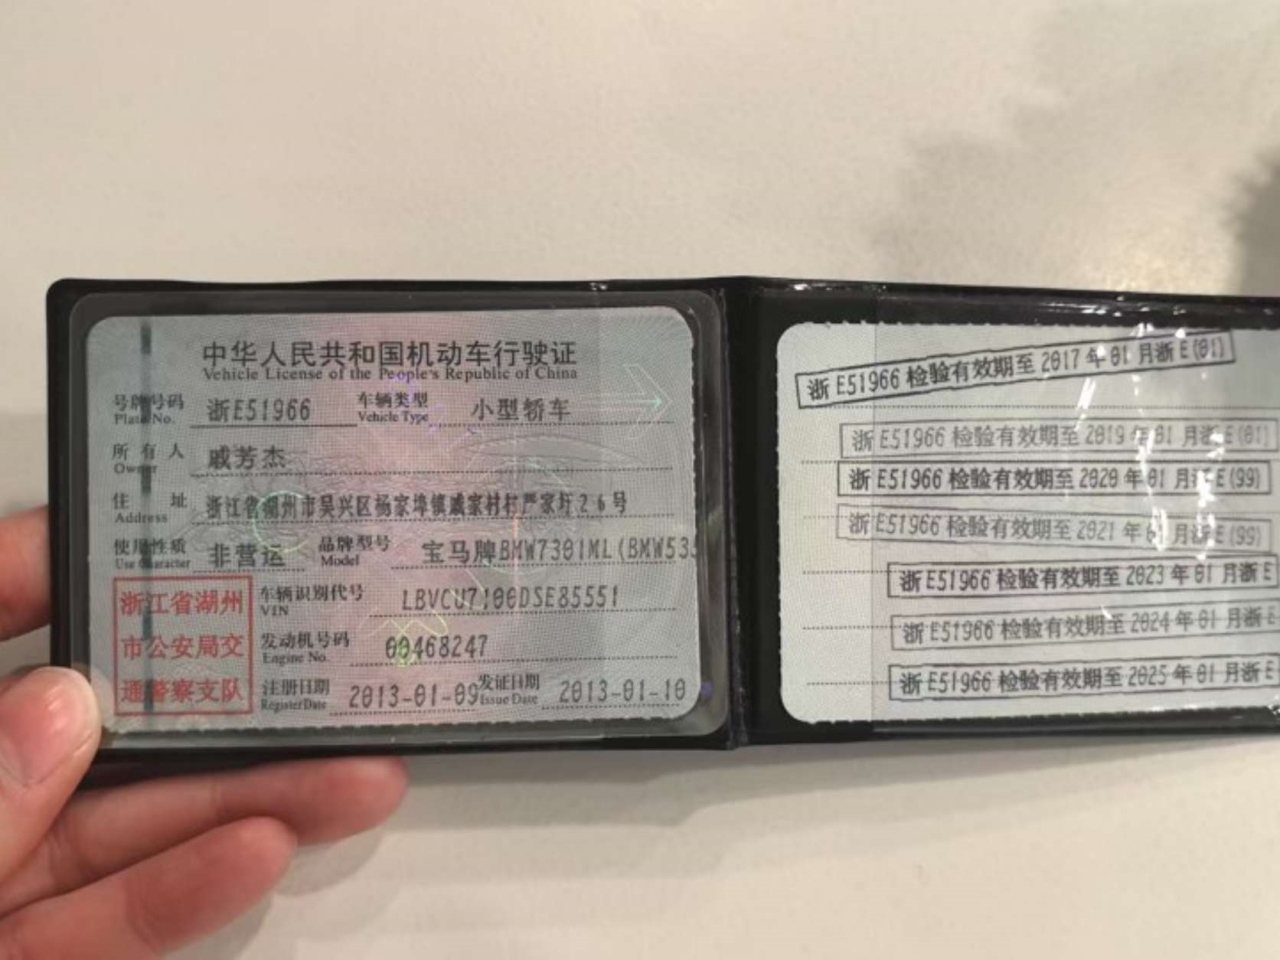 中华人民共和国机动车行驶证
Vehicle License of the People's Republic of China
号牌号码 浙E51966 车辆类型 小型轿车
Plate No. Vehicle Type
所有人 戚芳杰
Owner
住址 浙江省湖州市吴兴区杨家埠镇戚家村村严家圩26号
Address
使用性质 非营运 品牌型号 宝马牌BMW7301ML(BMW535
Use Character Model
浙江省湖州
市公安局交
通警察支队
车辆识别代号 LBVCU7100DSE85551
VIN
发动机号码 00468247
Engine No.
注册日期 2013-01-09 发证日期 2013-01-10
Register Date Issue Date
浙E51966检验有效期至2017年01月浙E(01)
浙E51966检验有效期至2019年01月浙E(01)
浙E51966检验有效期至2020年01月浙E(99)
浙E51966检验有效期至2021年01月浙E(99)
浙E51966检验有效期至2023年01月浙E
浙E51966检验有效期至2024年01月浙E
浙E51966检验有效期至2025年01月浙E